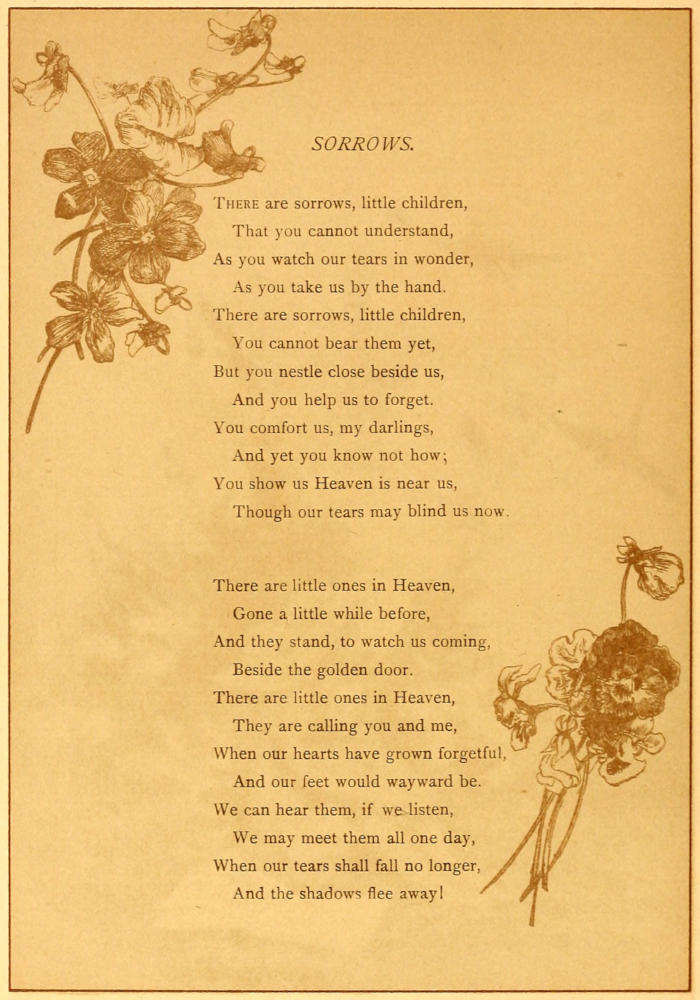 SORROWS.
THERE are sorrows, little children,
That you cannot understand,
As you watch our tears in wonder,
As you take us by the hand.
There are sorrows, little children,
You cannot bear them yet,
But you nestle close beside us,
And you help us to forget.
You comfort us, my darlings,
And yet you know not how;
You show us Heaven is near us,
Though our tears may blind us now.
There are little ones in Heaven,
Gone a little while before,
And they stand, to watch us coming,
Beside the golden door.
There are little ones in Heaven,
They are calling you and me,
When our hearts have grown forgetful,
And our feet would wayward be.
We can hear them, if we listen,
We may meet them all one day,
When our tears shall fall no longer,
And the shadows flee away!